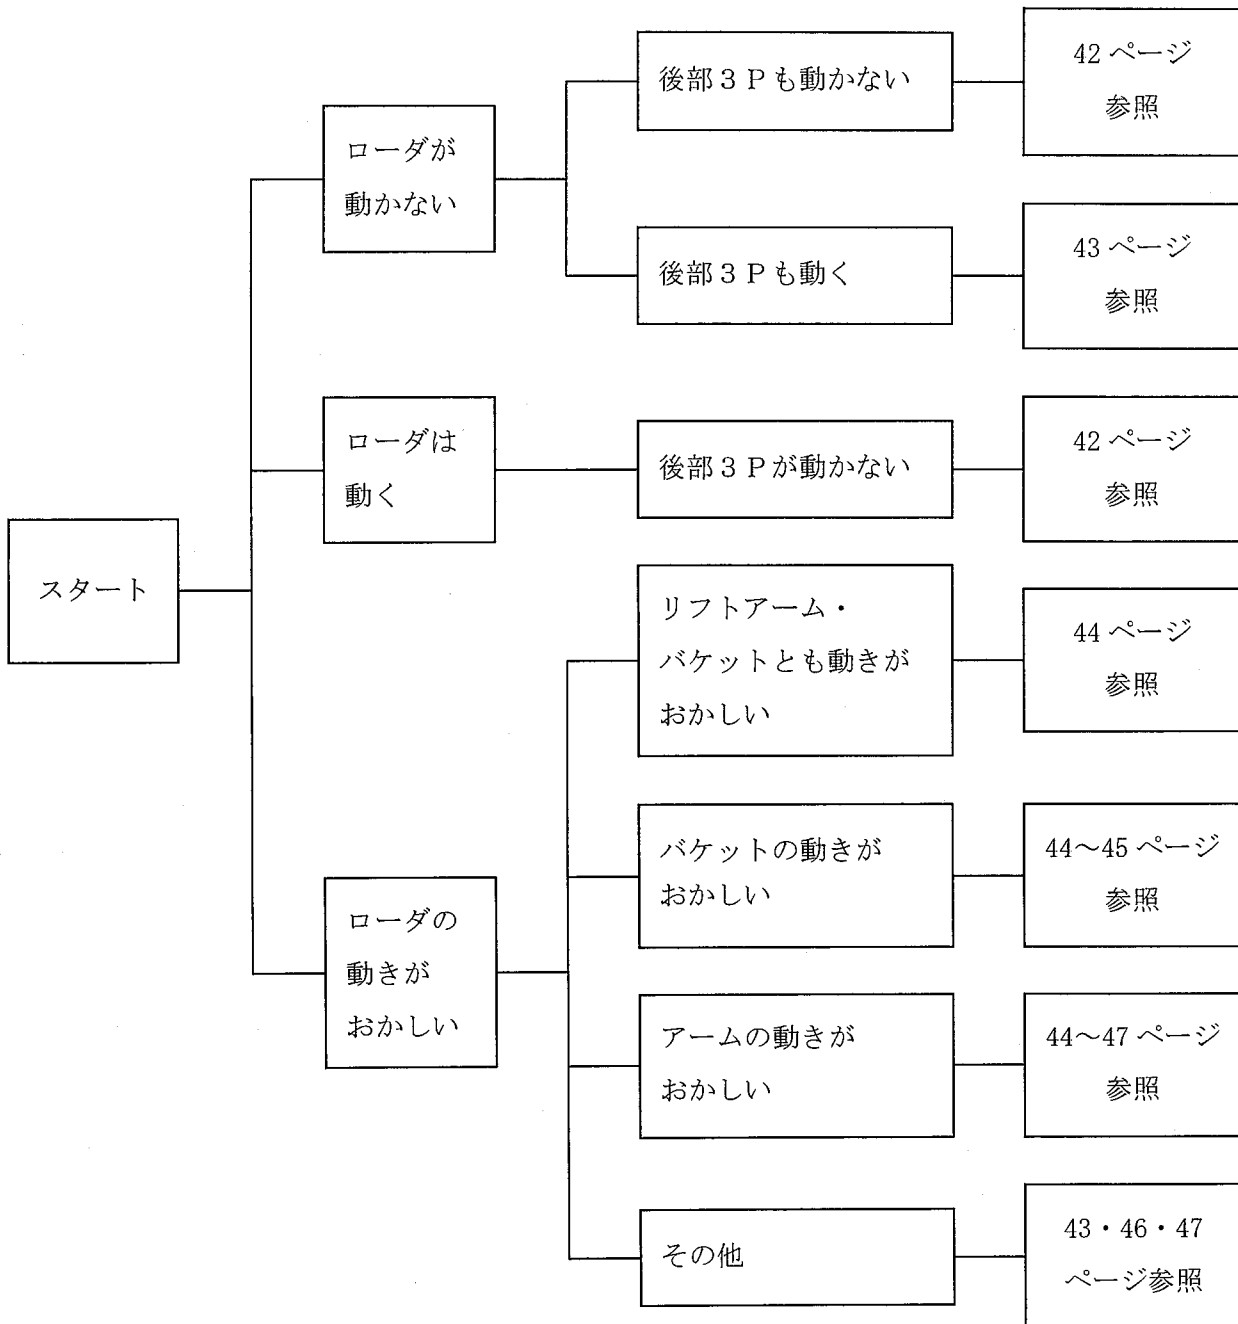 スタート
ローダが
動かない
後部３Ｐも動かない
42 ページ
参照
後部３Ｐも動く
43 ページ
参照
ローダは
動く
後部３Ｐが動かない
42 ページ
参照
ローダの
動きが
おかしい
リフトアーム・
バケットとも動きが
おかしい
44 ページ
参照
バケットの動きが
おかしい
44～45 ページ
参照
アームの動きが
おかしい
44～47 ページ
参照
その他
43・46・47
ページ参照